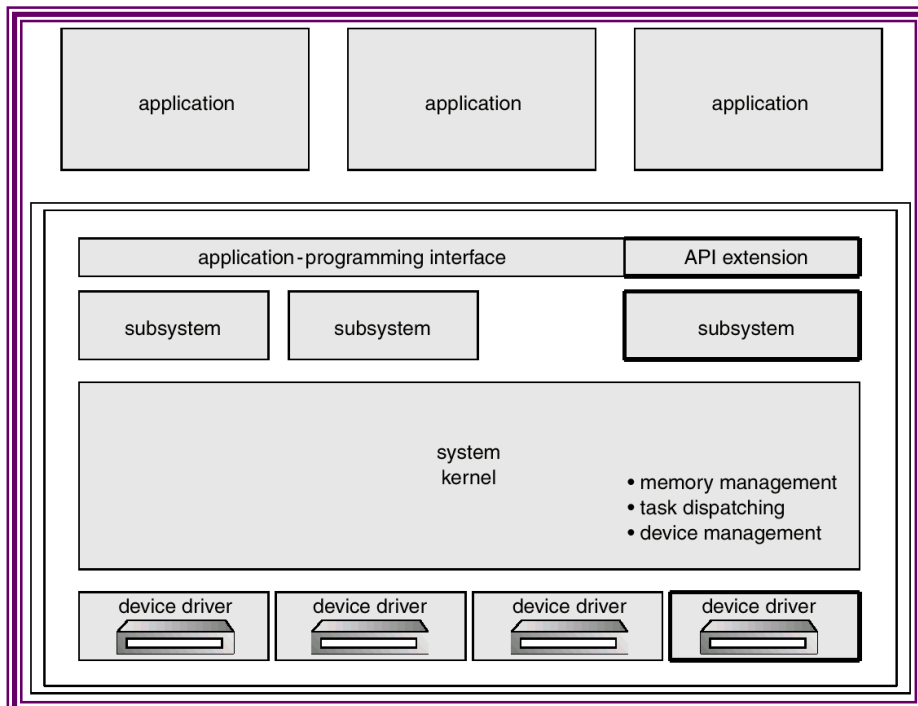 application
application
application
application-programming interface
API extension
subsystem
subsystem
subsystem
system
kernel
• memory management
• task dispatching
• device management
device driver
device driver
device driver
device driver